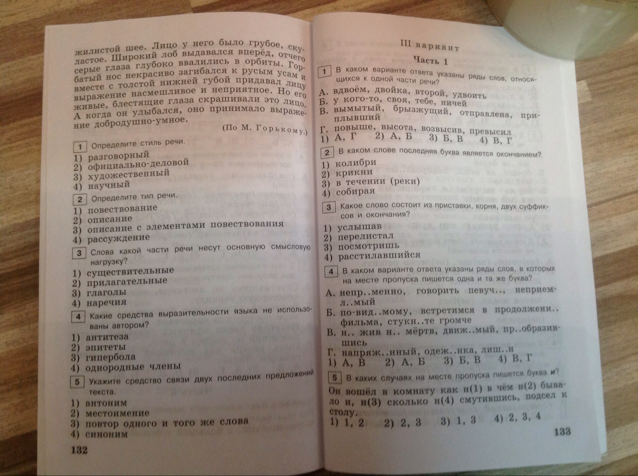 жилистой шее. Лицо у него было грубое, ску-
ластое. Широкий лоб выдавался вперёд, отчего
серые глаза глубоко ввалились в орбиты. Гор-
батый нос некрасиво загибался к русым усам и
вместе с толстой нижней губой придавал лицу
выражение насмешливое и неприятное. Но его
живые, блестящие глаза скрашивали это лицо.
А когда он улыбался, оно принимало выраже-
ние добродушно-умное.
(По М. Горькому.)
1 Определите стиль речи.
1) разговорный
2) официально-деловой
3) художественный
4) научный
2 Определите тип речи.
1) повествование
2) описание
3) описание с элементами повествования
4) рассуждение
3 Слова какой части речи несут основную смысловую
нагрузку?
1) существительные
2) прилагательные
3) глаголы
4) наречия
4 Какие средства выразительности языка не использо-
ваны автором?
1) антитеза
2) эпитеты
3) гипербола
4) однородные члены
5 Укажите средство связи двух последних предложений
текста.
1) антоним
2) местоимение
3) повтор одного и того же слова
4) синоним
132
III вариант
Часть 1
1 В каком варианте ответа указаны ряды слов, относя-
щихся к одной части речи?
А. вдвоём, двойка, второй, удвоить
Б. у кого-то, своя, тебе, ничей
В. вымытый, брызжущий, отправлена, при-
плывший
Г. повыше, высота, возвысив, превысил
1) А, Г 2) А, Б 3) Б, В 4) В, Г
2 В каком слове последняя буква является окончанием?
1) колибри
2) крикни
3) в течении (реки)
4) собирая
3 Какое слово состоит из приставки, корня, двух суффик-
сов и окончания?
1) услышав
2) перелистал
3) посмотришь
4) расстилавшийся
4 В каком варианте ответа указаны ряды слов, в которых
на месте пропуска пишется одна и та же буква?
А. непр..менно, говорить певуч.., неприем-
л..мый
Б. по-вид..мому, встретимся в продолжени..
фильма, стукн..те громче
В. н.. жив н.. мёртв, движ..мый, пр..образив-
шись
Г. напряж..нный, одеж..нка, лиш..н
1) А, В 2) А, Б 3) Б, В 4) В, Г
5 В каких случаях на месте пропуска пишется буква и?
Он вошёл в комнату как н(1) в чём н(2) быва-
ло и, н(3) сколько н(4) смутившись, подсел к
столу.
1) 1, 2 2) 2, 3 3) 1, 3 4) 2, 3, 4
133